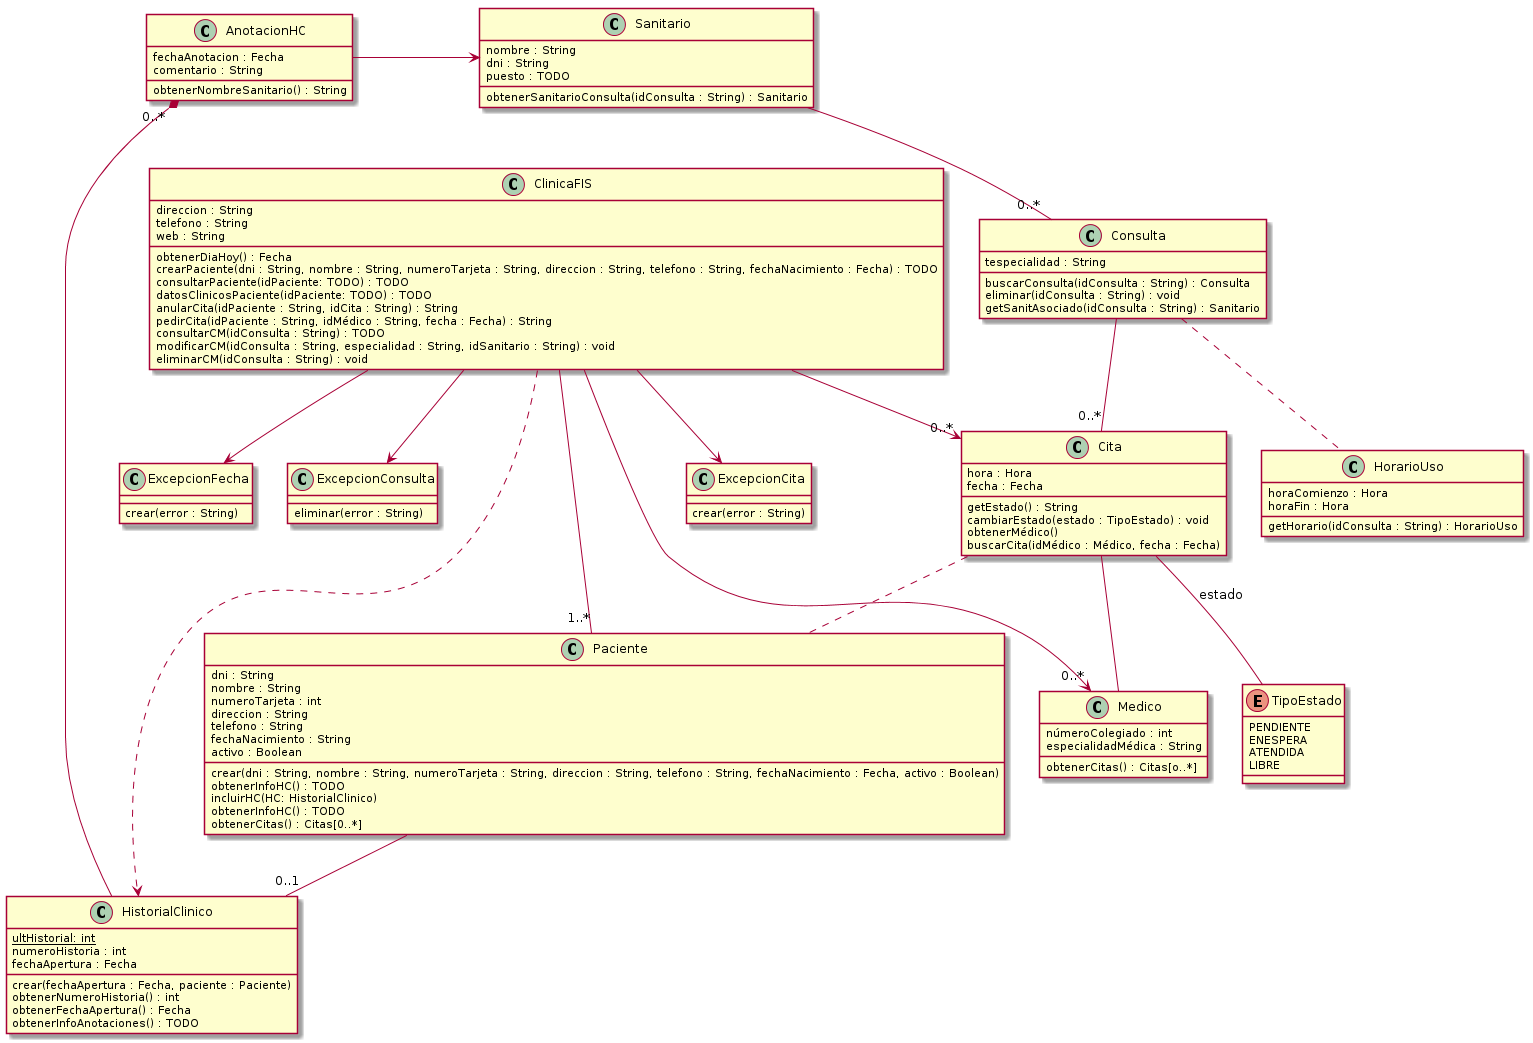 C AnotacionHC
fechaAnotacion : Fecha
comentario : String
obtenerNombreSanitario() : String
0..*
C Sanitario
nombre : String
dni : String
puesto : TODO
obtenerSanitarioConsulta(idConsulta : String) : Sanitario
0..*
C ClinicaFIS
direccion : String
telefono : String
web : String
obtenerDiaHoy() : Fecha
crearPaciente(dni : String, nombre : String, numeroTarjeta : String, direccion : String, telefono : String, fechaNacimiento : Fecha) : TODO
consultarPaciente(idPaciente: TODO) : TODO
datosClinicosPaciente(idPaciente: TODO) : TODO
anularCita(idPaciente : String, idCita : String) : String
pedirCita(idPaciente : String, idMédico : String, fecha : Fecha) : String
consultarCM(idConsulta : String) : TODO
modificarCM(idConsulta : String, especialidad : String, idSanitario : String) : void
eliminarCM(idConsulta : String) : void
C Consulta
tespecialidad : String
buscarConsulta(idConsulta : String) : Consulta
eliminar(idConsulta : String) : void
getSanitAsociado(idConsulta : String) : Sanitario
0..*
0..*
C ExcepcionFecha
crear(error : String)
C ExcepcionConsulta
eliminar(error : String)
C ExcepcionCita
crear(error : String)
C Cita
hora : Hora
fecha : Fecha
getEstado() : String
cambiarEstado(estado : TipoEstado) : void
obtenerMédico()
buscarCita(idMédico : Médico, fecha : Fecha)
C HorarioUso
horaComienzo : Hora
horaFin : Hora
getHorario(idConsulta : String) : HorarioUso
estado
1..*
0..*
C Paciente
dni : String
nombre : String
numeroTarjeta : int
direccion : String
telefono : String
fechaNacimiento : String
activo : Boolean
crear(dni : String, nombre : String, numeroTarjeta : String, direccion : String, telefono : String, fechaNacimiento : Fecha, activo : Boolean)
obtenerInfoHC() : TODO
incluirHC(HC: HistorialClinico)
obtenerInfoHC() : TODO
obtenerCitas() : Citas[0..*]
C Medico
númeroColegiado : int
especialidadMédica : String
obtenerCitas() : Citas[o..*]
E TipoEstado
PENDIENTE
ENESPERA
ATENDIDA
LIBRE
0..1
C HistorialClinico
ultHistorial: int
numeroHistoria : int
fechaApertura : Fecha
crear(fechaApertura : Fecha, paciente : Paciente)
obtenerNumeroHistoria() : int
obtenerFechaApertura() : Fecha
obtenerInfoAnotaciones() : TODO